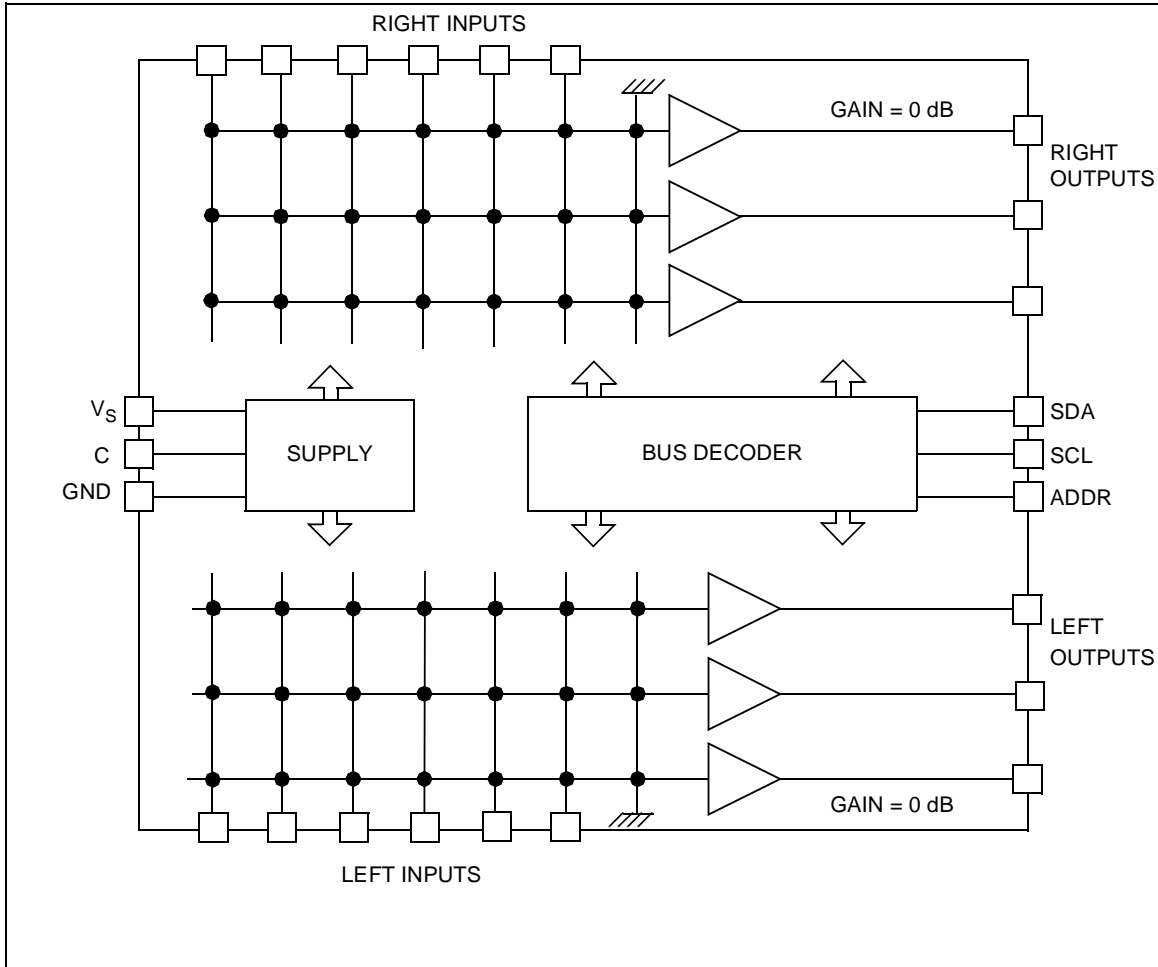 RIGHT INPUTS
GAIN = 0 dB
RIGHT
OUTPUTS
VS
SDA
C
SUPPLY
BUS DECODER
SCL
GND
ADDR
LEFT
OUTPUTS
GAIN = 0 dB
LEFT INPUTS